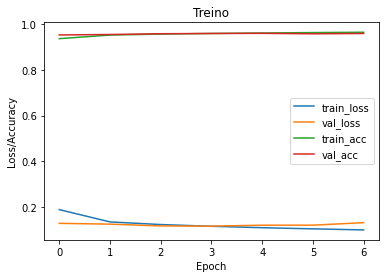 Treino
1.0
0.8
0.6
0.4
0.2
Loss/Accuracy
train_loss
val_loss
train_acc
val_acc
0 1 2 3 4 5 6
Epoch